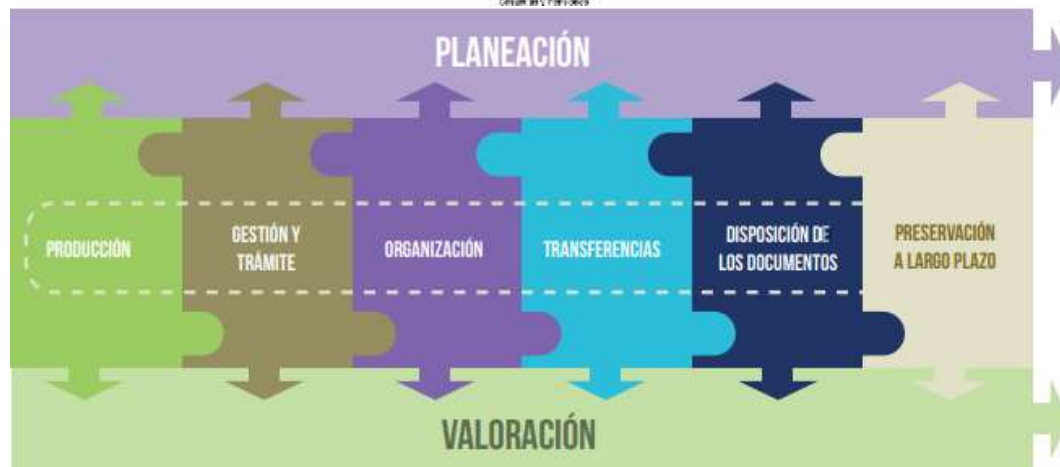 PLANEACIÓN
PRODUCCIÓN
GESTIÓN Y
TRÁMITE
ORGANIZACIÓN
TRANSFERENCIAS
DISPOSICIÓN DE
LOS DOCUMENTOS
PRESERVACIÓN
A LARGO PLAZO
VALORACIÓN